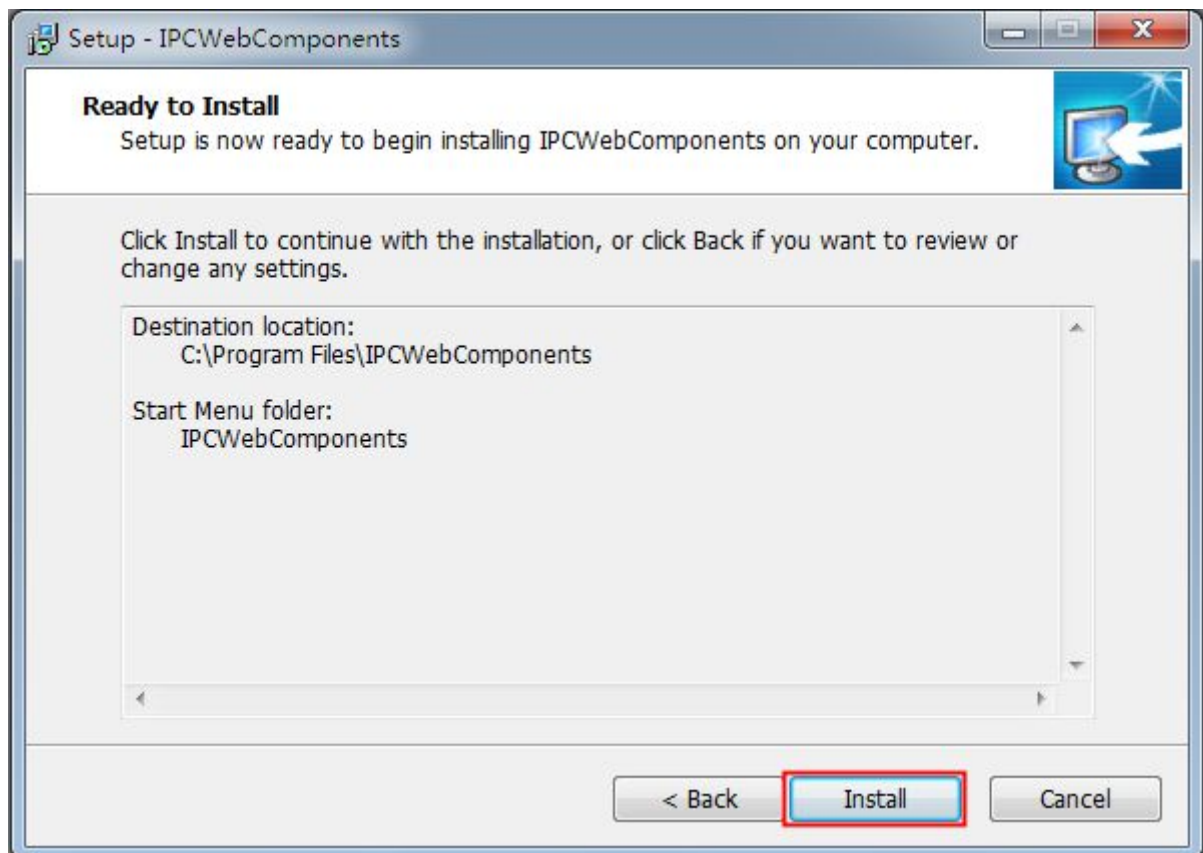 Setup - IPCWebComponents
Ready to Install
Setup is now ready to begin installing IPCWebComponents on your computer.
Click Install to continue with the installation, or click Back if you want to review or
change any settings.
Destination location:
C:\Program Files\IPCWebComponents
Start Menu folder:
IPCWebComponents
< Back Install Cancel